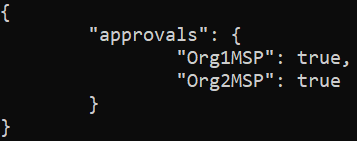 {
        "approvals": {
                "Org1MSP": true,
                "Org2MSP": true
        }
}